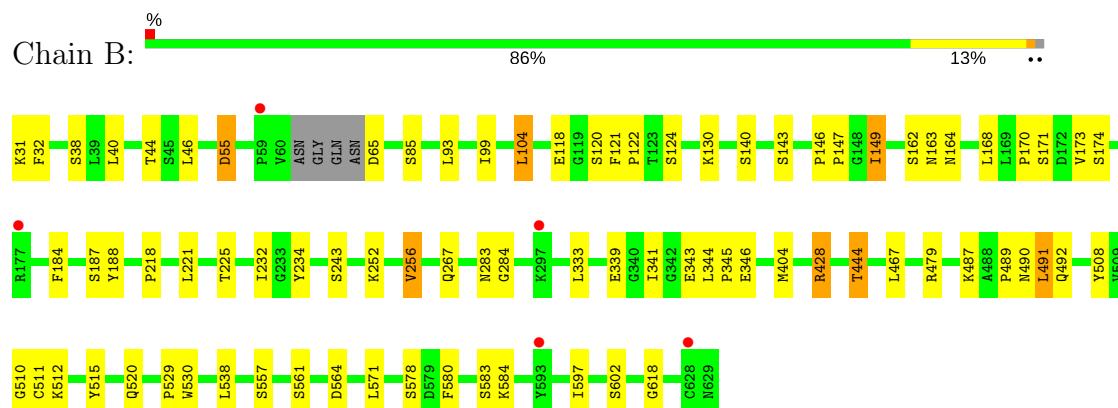 %
Chain B:
86% 13% ••
K31 F32 S38 L39 L40 T44 S45 L46 D55 P59 V60 ASN GLY GLN ASN D65 S85 L93 I99 L104 E118 G119 S120 F121 P122 T123 S124 K130 S140 S143 P146 P147 G148 I149 S162 N163 N164 L168 L169 P170 S171 D172 V173 S174
R177 F184 S187 Y188 P218 L221 T225 I232 G233 Y234 S243 K252 V256 Q267 N283 G284 K297 L333 E339 G340 I341 G342 E343 L344 P345 E346 M404 R428 T444 L467 R479 K487 A488 P489 N490 L491 Q492 Y508 V509
G510 C511 K512 Y515 Q520 P529 W530 L538 S557 S561 D564 L571 S578 D579 F580 S583 K584 Y593 I597 S602 G618 C628 N629